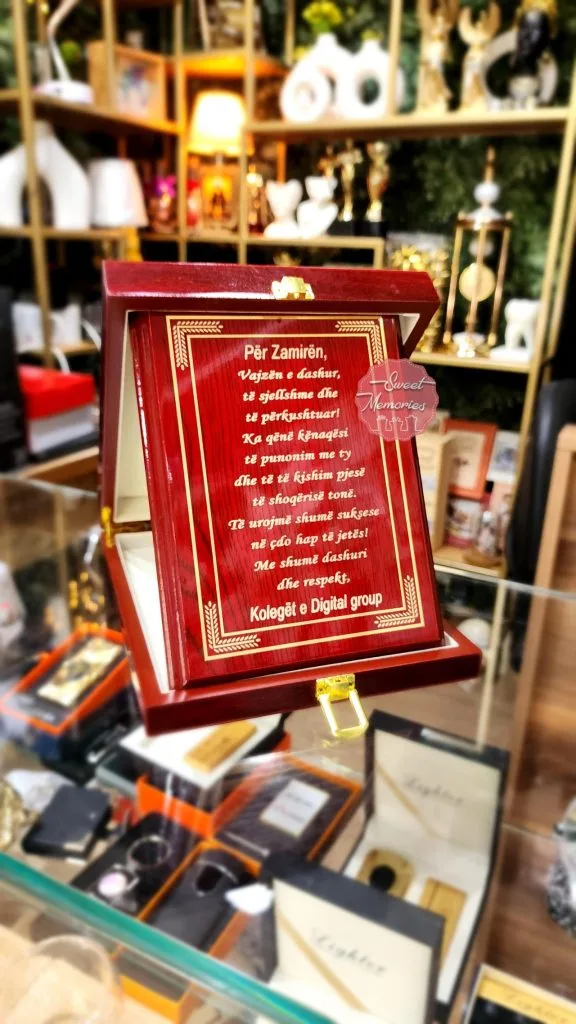 Për Zamirën,
Vajzën e dashur,
të sjellshme dhe
të përkushtuar!
Ka qënë kënaqësi
të punonim me ty
dhe të të kishim pjesë
të shoqërisë tonë.
Të urojmë shumë suksese
në çdo hap të jetës!
Me shumë dashuri
dhe respekt,
Kolegët e Digital group
Sweet
Memories
Lighter
Lighter